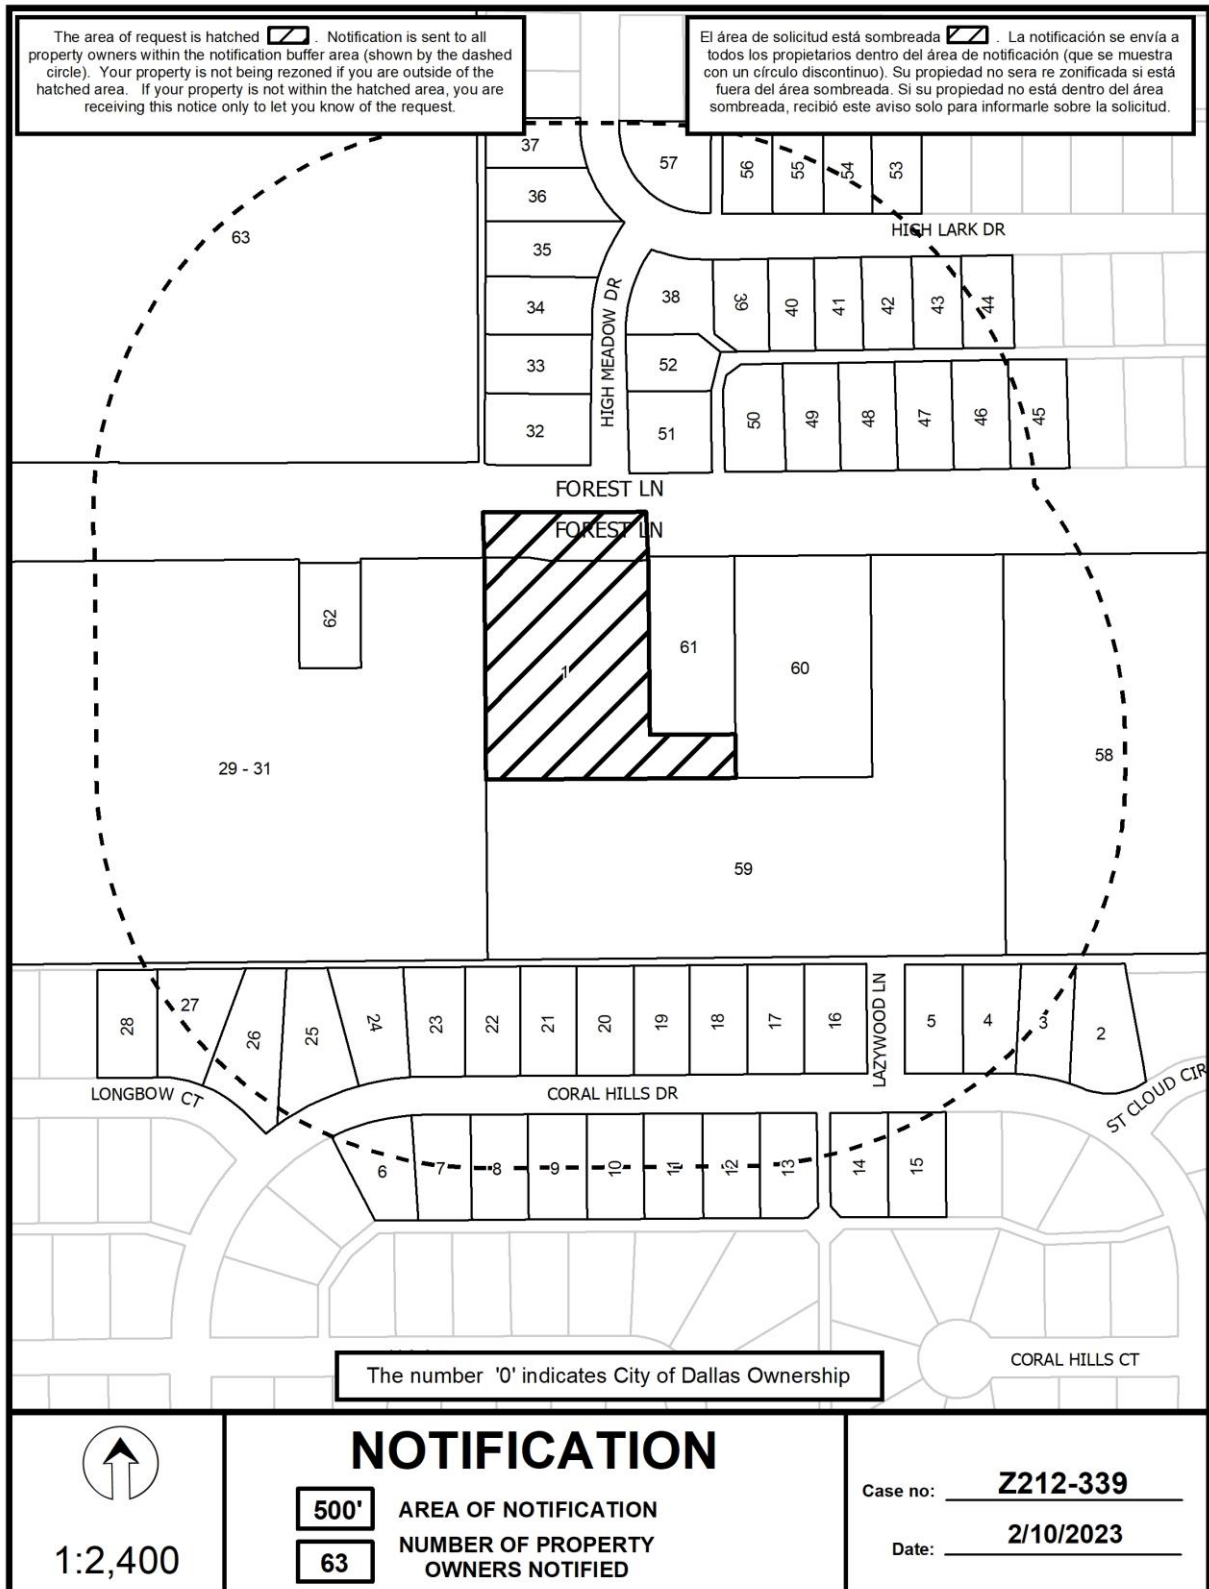 The area of request is hatched . Notification is sent to all
property owners within the notification buffer area (shown by the dashed
circle). Your property is not being rezoned if you are outside of the
hatched area. If your property is not within the hatched area, you are
receiving this notice only to let you know of the request.
El área de solicitud está sombreada . La notificación se envía a
todos los propietarios dentro del área de notificación (que se muestra
con un círculo discontinuo). Su propiedad no sera re zonificada si está
fuera del área sombreada. Si su propiedad no está dentro del área
sombreada, recibió este aviso solo para informarle sobre la solicitud.
37
57
56
55
54
53
36
63
HIGH LARK DR
35
34
HIGH MEADOW DR
38
39
40
41
42
43
44
33
52
32
51
50
49
48
47
46
45
FOREST LN
FOREST LN
62
1
61
60
29 - 31
58
59
28
27
26
25
24
23
22
21
20
19
18
17
16
LAZYWOOD LN
5
4
3
2
LONGBOW CT
CORAL HILLS DR
ST CLOUD CIR
6
7
8
9
10
11
12
13
14
15
CORAL HILLS CT
The number '0' indicates City of Dallas Ownership
1:2,400
NOTIFICATION
500' AREA OF NOTIFICATION
63 NUMBER OF PROPERTY
OWNERS NOTIFIED
Case no: Z212-339
Date: 2/10/2023